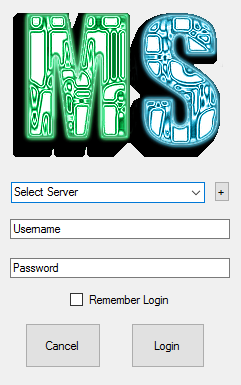 MS
Select Server
+
Username
Password
Remember Login
Cancel Login